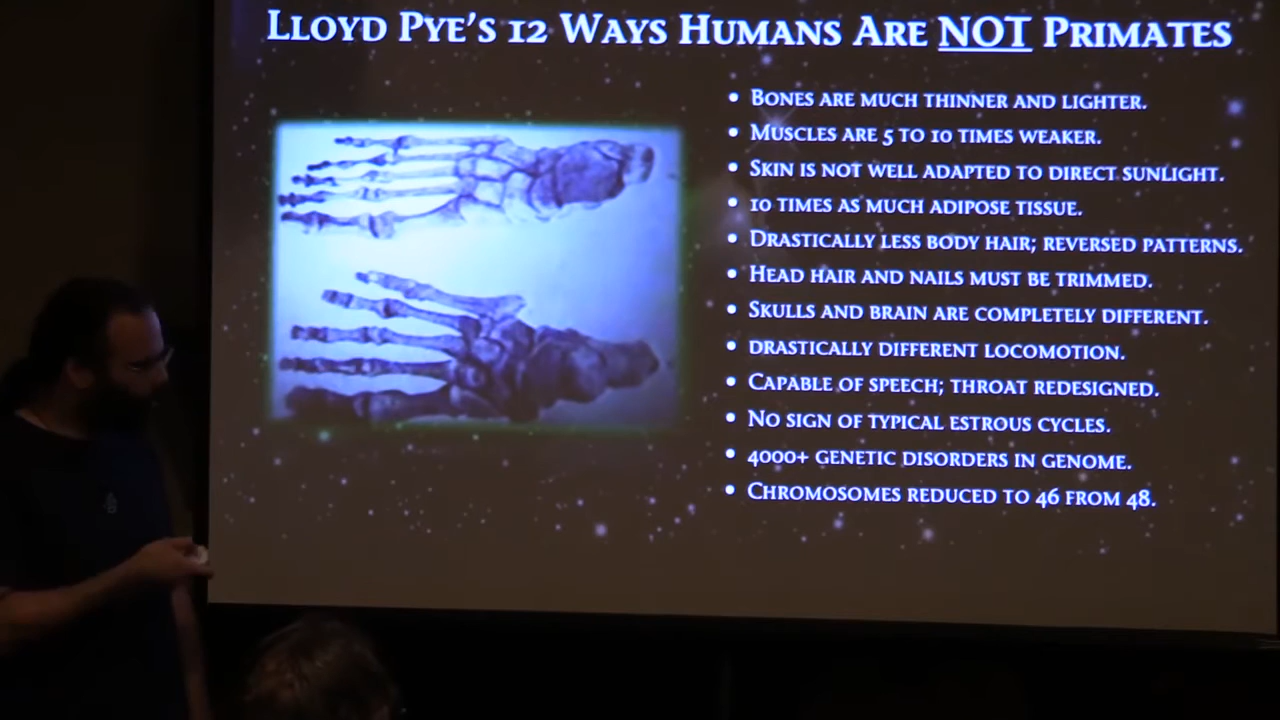 Lloyd Pye's 12 Ways Humans Are NOT Primates
• Bones are much thinner and lighter.
• Muscles are 5 to 10 times weaker.
• Skin is not well adapted to direct sunlight.
• 10 times as much adipose tissue.
• Drastically less body hair; reversed patterns.
• Head hair and nails must be trimmed.
• Skulls and brain are completely different.
• drastically different locomotion.
• Capable of speech; throat redesigned.
• No sign of typical estrous cycles.
• 4000+ genetic disorders in genome.
• Chromosomes reduced to 46 from 48.